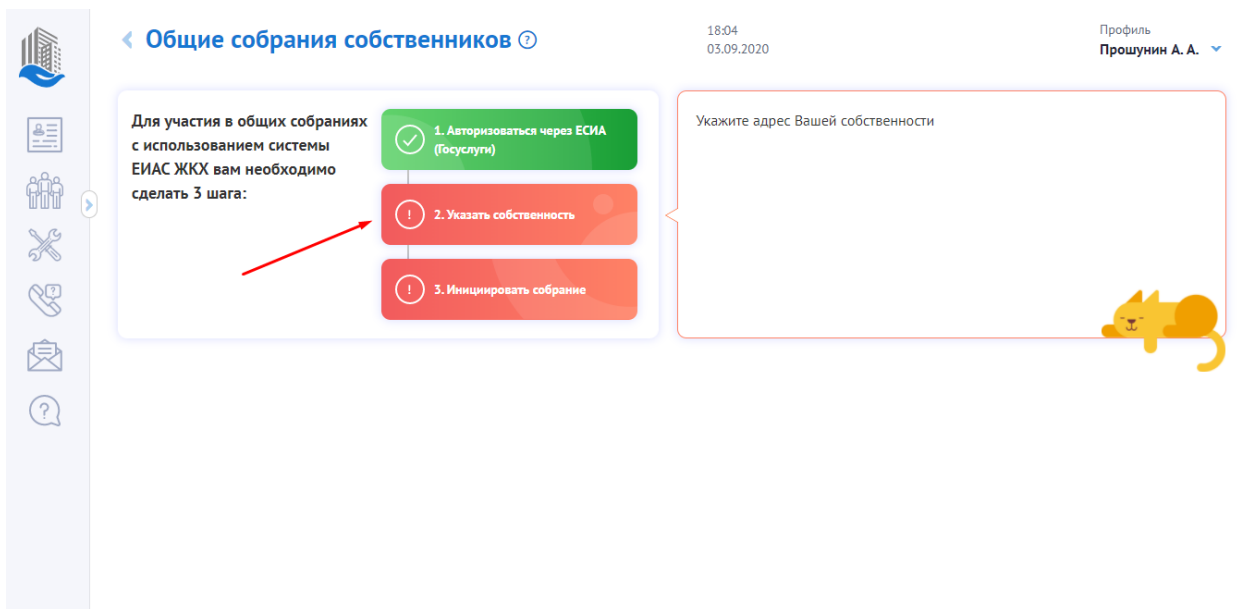 Общие собрания собственников ?
18:04
03.09.2020
Профиль
Прошунин А. А.
Для участия в общих собраниях
с использованием системы
ЕИАС ЖКХ вам необходимо
сделать 3 шага:
1. Авторизоваться через ЕСИА
(Госуслуги)
2. Указать собственность
3. Инициировать собрание
Укажите адрес Вашей собственности